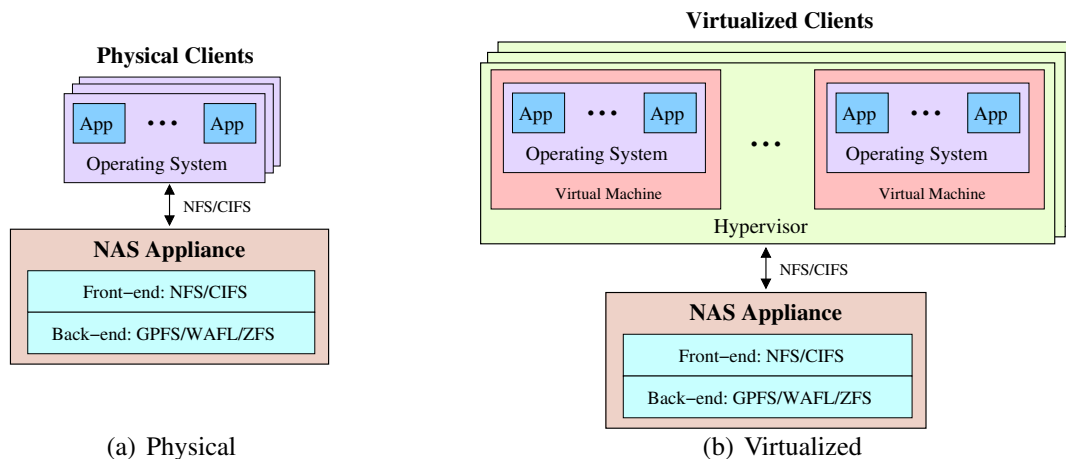 Physical Clients
App ••• App
Operating System
NFS/CIFS
NAS Appliance
Front−end: NFS/CIFS
Back−end: GPFS/WAFL/ZFS
(a) Physical
Virtualized Clients
App ••• App
Operating System
Virtual Machine
•••
App ••• App
Operating System
Virtual Machine
Hypervisor
NFS/CIFS
NAS Appliance
Front−end: NFS/CIFS
Back−end: GPFS/WAFL/ZFS
(b) Virtualized